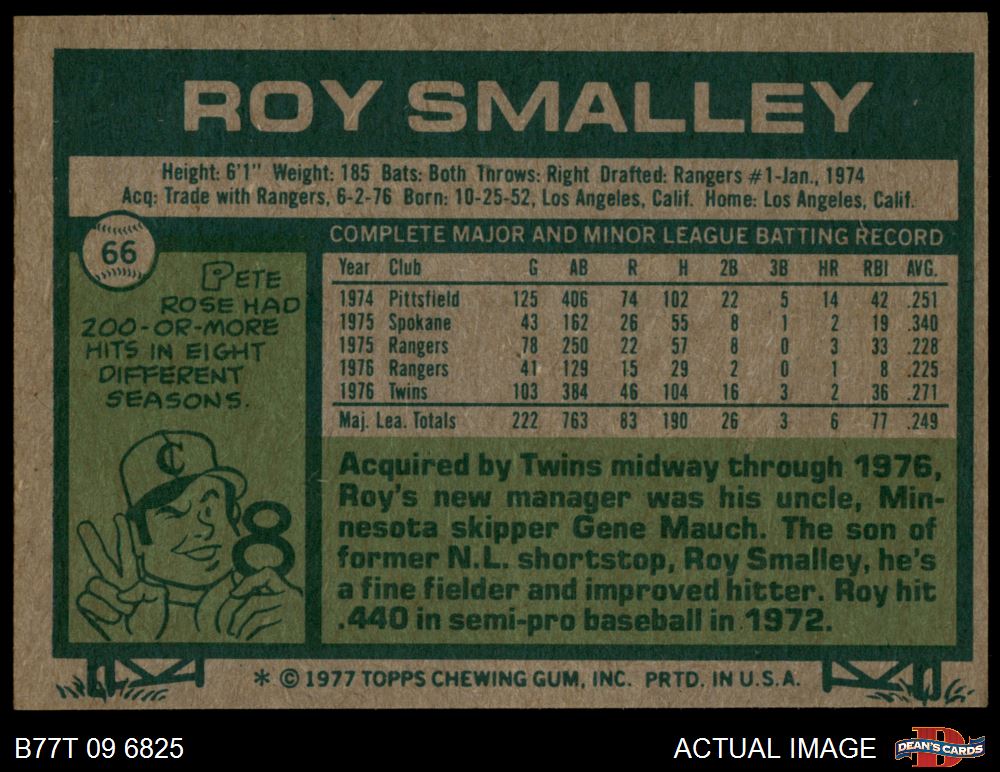 ROY SMALLEY
Height: 6'1" Weight: 185 Bats: Both Throws: Right Drafted: Rangers #1-Jan., 1974
Acq: Trade with Rangers, 6-2-76 Born: 10-25-52, Los Angeles, Calif. Home: Los Angeles, Calif.
66
PETE
ROSE HAD
200-OR-MORE
HITS IN EIGHT
DIFFERENT
SEASONS.
C
8
COMPLETE MAJOR AND MINOR LEAGUE BATTING RECORD
Year Club G AB R H 2B 3B HR RBI AVG.
1974 Pittsfield 125 406 74 102 22 5 14 42 .251
1975 Spokane 43 162 26 55 8 1 2 19 .340
1975 Rangers 78 250 22 57 8 0 3 33 .228
1976 Rangers 41 129 15 29 2 0 1 8 .225
1976 Twins 103 384 46 104 16 3 2 36 .271
Maj. Lea. Totals 222 763 83 190 26 3 6 77 .249
Acquired by Twins midway through 1976,
Roy's new manager was his uncle, Min-
nesota skipper Gene Mauch. The son of
former N.L. shortstop, Roy Smalley, he's
a fine fielder and improved hitter. Roy hit
.440 in semi-pro baseball in 1972.
* © 1977 TOPPS CHEWING GUM, INC. PRTD. IN U.S.A.
B77T 09 6825
ACTUAL IMAGE
D
DEAN'S CARDS